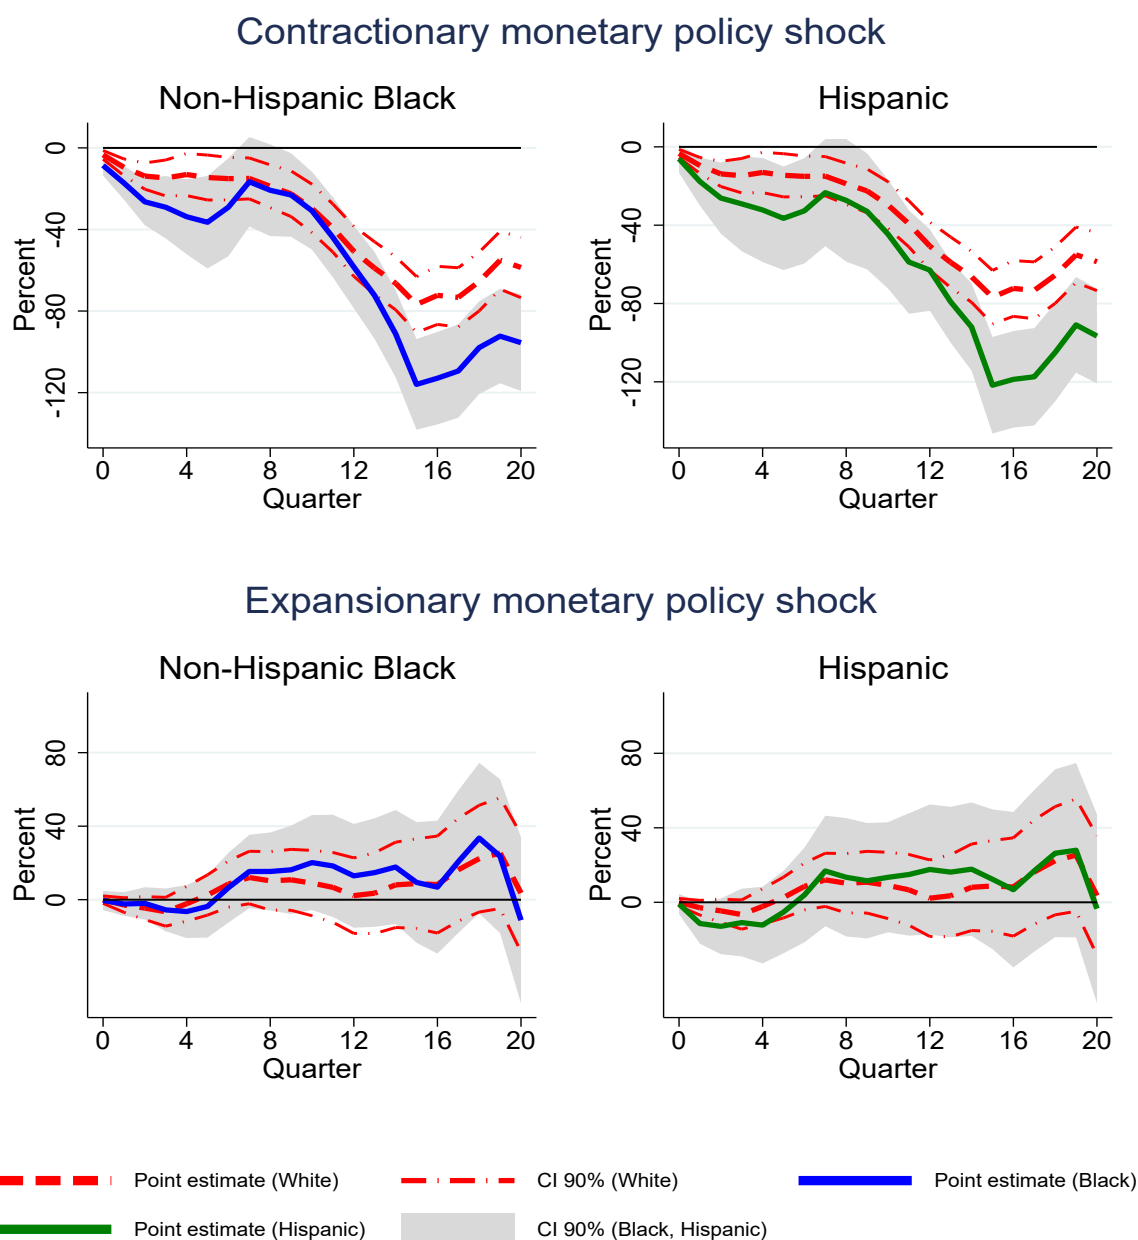 Contractionary monetary policy shock
Non-Hispanic Black
Hispanic
Percent
0
-40
-80
-120
0 4 8 12 16 20
Quarter
Percent
0
-40
-80
-120
0 4 8 12 16 20
Quarter
Expansionary monetary policy shock
Non-Hispanic Black
Hispanic
Percent
80
40
0
0 4 8 12 16 20
Quarter
Percent
80
40
0
0 4 8 12 16 20
Quarter
Point estimate (White)
CI 90% (White)
Point estimate (Black)
Point estimate (Hispanic)
CI 90% (Black, Hispanic)